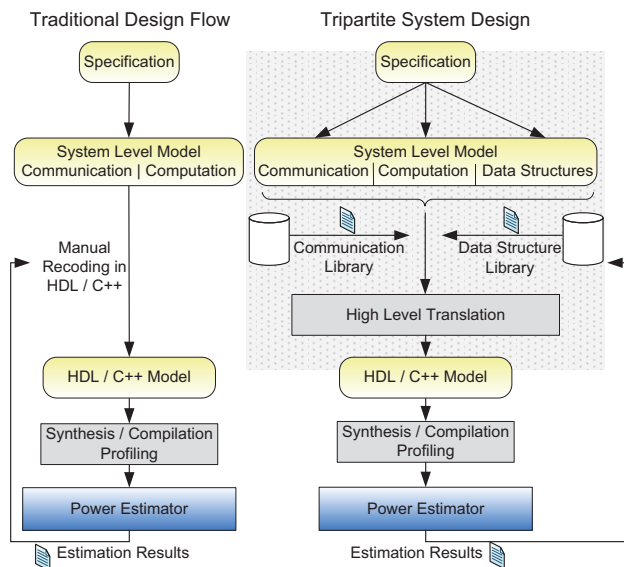 Traditional Design Flow
Specification
System Level Model
Communication | Computation
Manual
Recoding in
HDL / C++
HDL / C++ Model
Synthesis / Compilation
Profiling
Power Estimator
Estimation Results
Tripartite System Design
Specification
System Level Model
Communication | Computation | Data Structures
Communication
Library
Data Structure
Library
High Level Translation
HDL / C++ Model
Synthesis / Compilation
Profiling
Power Estimator
Estimation Results